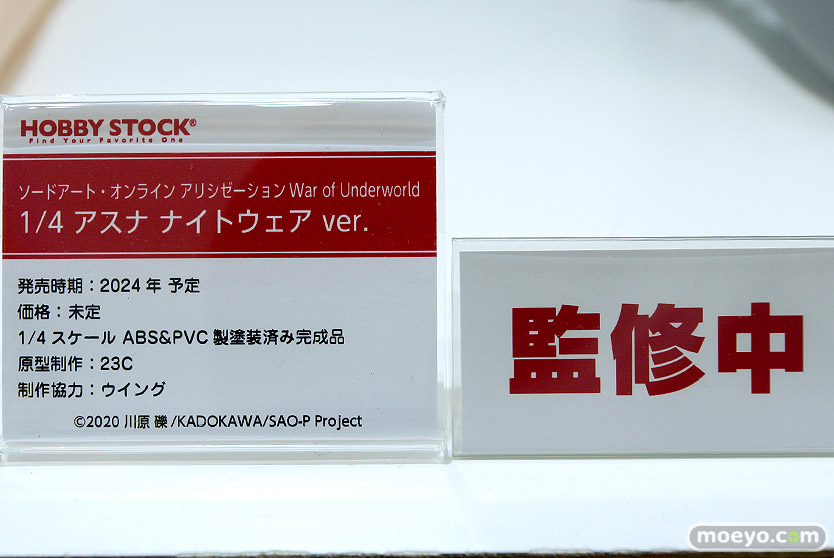 HOBBY STOCK®
Find Your Favorite One
ソードアート・オンライン アリシゼーション War of Underworld
1/4 アスナ ナイトウェア ver.
発売時期：2024年 予定
価格：未定
1/4 スケール ABS&PVC 製塗装済み完成品
原型制作：23C
制作協力：ウイング
©2020 川原 礫/KADOKAWA/SAO-P Project
監修中
moeyo.com